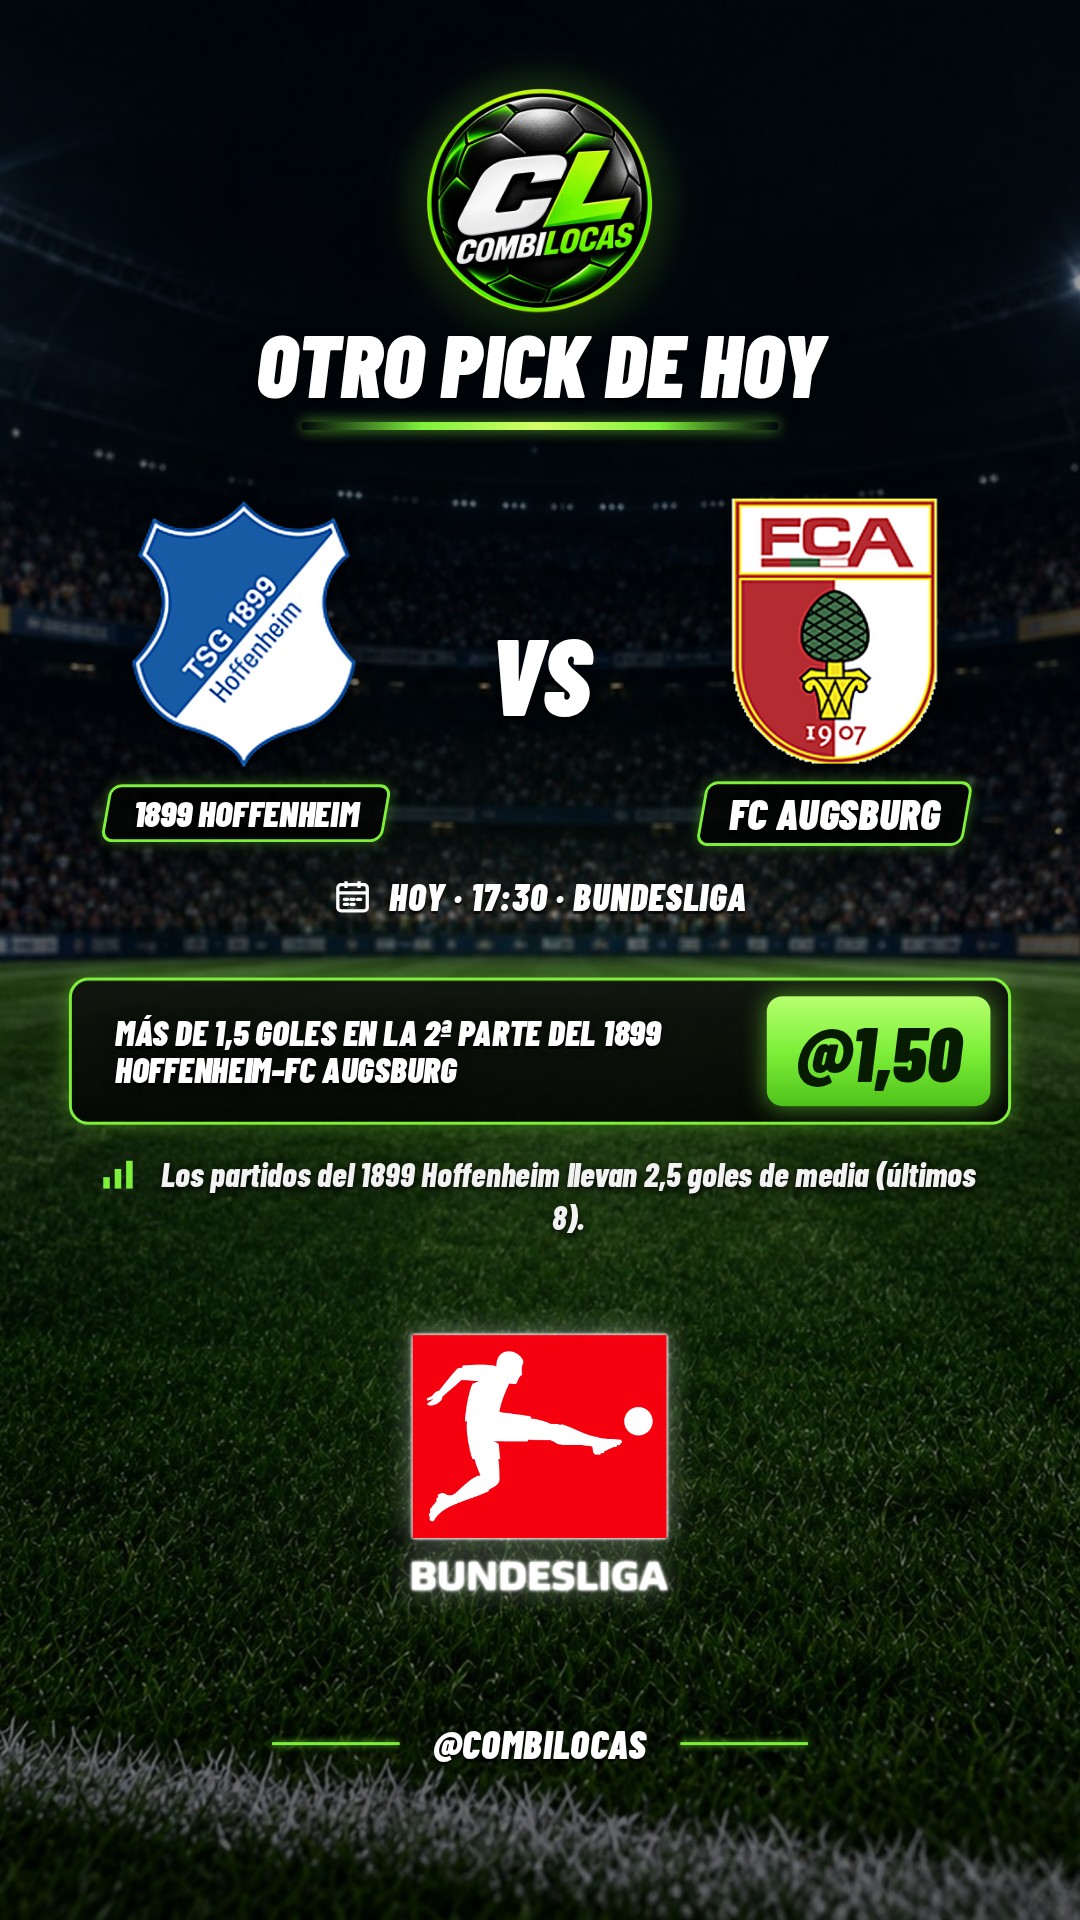 CL
COMBILOCAS
OTRO PICK DE HOY
TSG 1899
Hoffenheim
FCA
1907
VS
1899 HOFFENHEIM
FC AUGSBURG
HOY · 17:30 · BUNDESLIGA
MÁS DE 1,5 GOLES EN LA 2ª PARTE DEL 1899
HOFFENHEIM-FC AUGSBURG
@1,50
Los partidos del 1899 Hoffenheim llevan 2,5 goles de media (últimos
8).
BUNDESLIGA
@COMBILOCAS